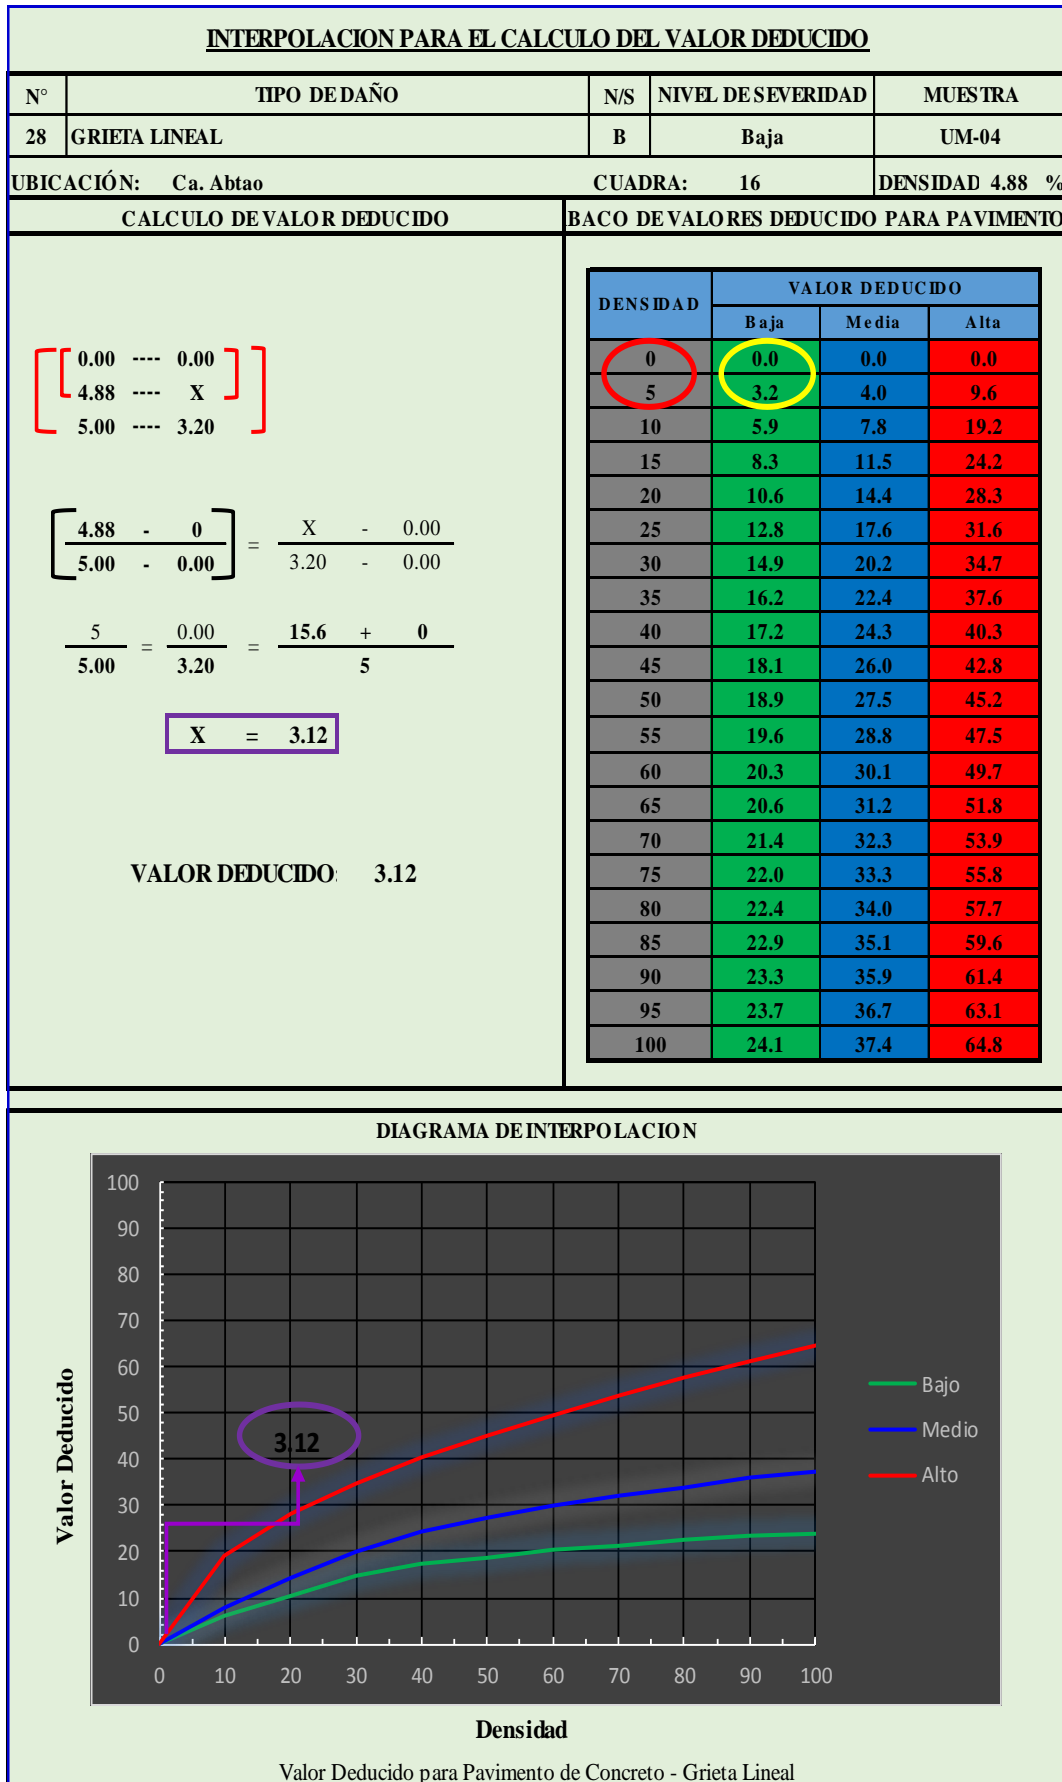 INTERPOLACION PARA EL CALCULO DEL VALOR DEDUCIDO
N° TIPO DE DAÑO N/S NIVEL DE SEVERIDAD MUESTRA
28 GRIETA LINEAL B Baja UM-04
UBICACIÓN: Ca. Abtao CUADRA: 16 DENSIDAD 4.88 %
CALCULO DE VALOR DEDUCIDO
0.00 ---- 0.00
4.88 ---- X
5.00 ---- 3.20
4.88 - 0 = X - 0.00
5.00 - 0.00 3.20 - 0.00
5 = 0.00 = 15.6 + 0
5.00 3.20 5
X = 3.12
VALOR DEDUCIDO: 3.12
BACO DE VALORES DEDUCIDO PARA PAVIMENTO
DENSIDAD VALOR DEDUCIDO
Baja Media Alta
0 0.0 0.0 0.0
5 3.2 4.0 9.6
10 5.9 7.8 19.2
15 8.3 11.5 24.2
20 10.6 14.4 28.3
25 12.8 17.6 31.6
30 14.9 20.2 34.7
35 16.2 22.4 37.6
40 17.2 24.3 40.3
45 18.1 26.0 42.8
50 18.9 27.5 45.2
55 19.6 28.8 47.5
60 20.3 30.1 49.7
65 20.6 31.2 51.8
70 21.4 32.3 53.9
75 22.0 33.3 55.8
80 22.4 34.0 57.7
85 22.9 35.1 59.6
90 23.3 35.9 61.4
95 23.7 36.7 63.1
100 24.1 37.4 64.8
DIAGRAMA DE INTERPOLACION
Valor Deducido
100
90
80
70
60
50
40
30
20
10
0
3.12
Bajo
Medio
Alto
0 10 20 30 40 50 60 70 80 90 100
Densidad
Valor Deducido para Pavimento de Concreto - Grieta Lineal